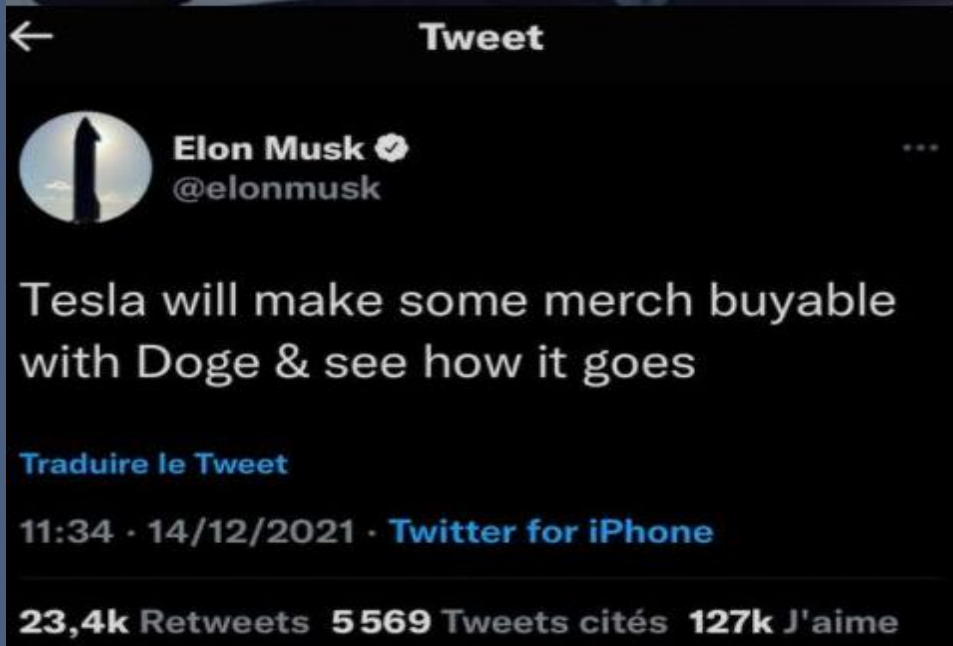 Tweet
Elon Musk
@elonmusk
Tesla will make some merch buyable
with Doge & see how it goes
Traduire le Tweet
11:34 · 14/12/2021 · Twitter for iPhone
23,4k Retweets 5 569 Tweets cités 127k J'aime